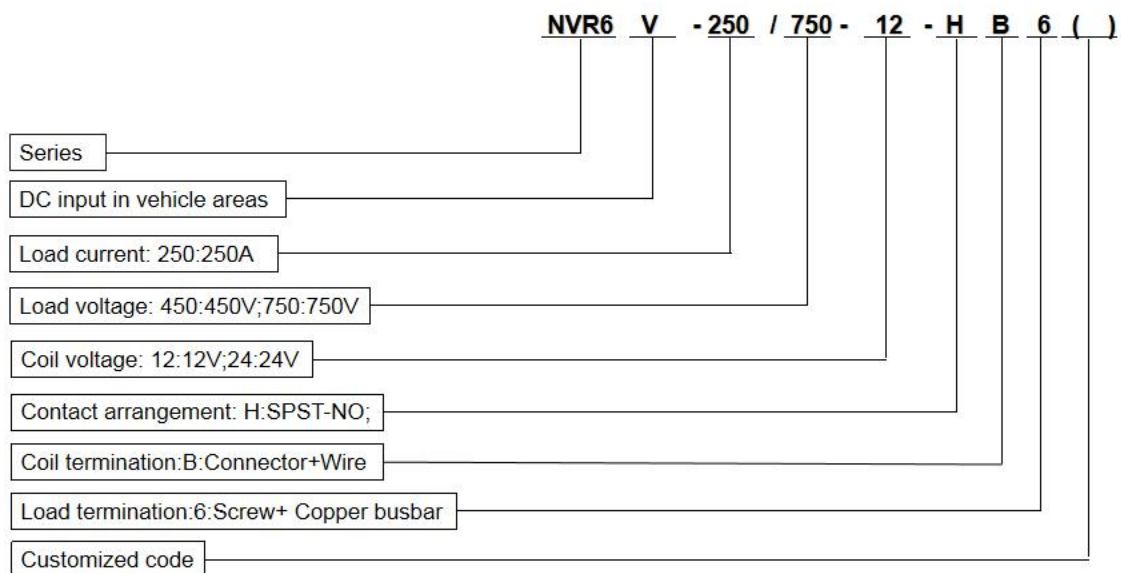 NVR6 V - 250 / 750 - 12 - H B 6 ( )
Series
DC input in vehicle areas
Load current: 250:250A
Load voltage: 450:450V;750:750V
Coil voltage: 12:12V;24:24V
Contact arrangement: H:SPST-NO;
Coil termination:B:Connector+Wire
Load termination:6:Screw+ Copper busbar
Customized code